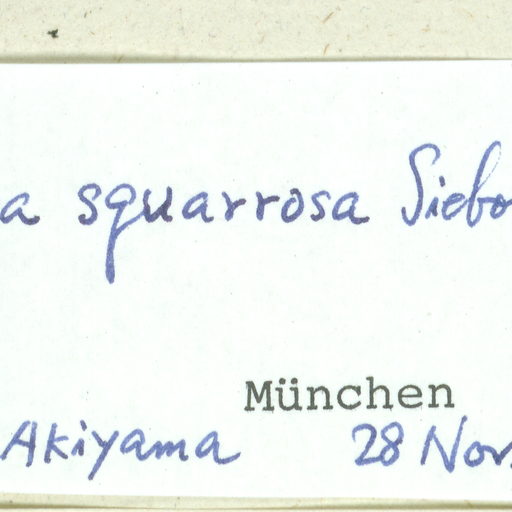 a squarrosa Siebo
München
Akiyama 28 Nov.